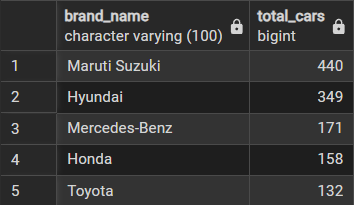 brand_name total_cars
character varying (100) bigint
1 Maruti Suzuki 440
2 Hyundai 349
3 Mercedes-Benz 171
4 Honda 158
5 Toyota 132